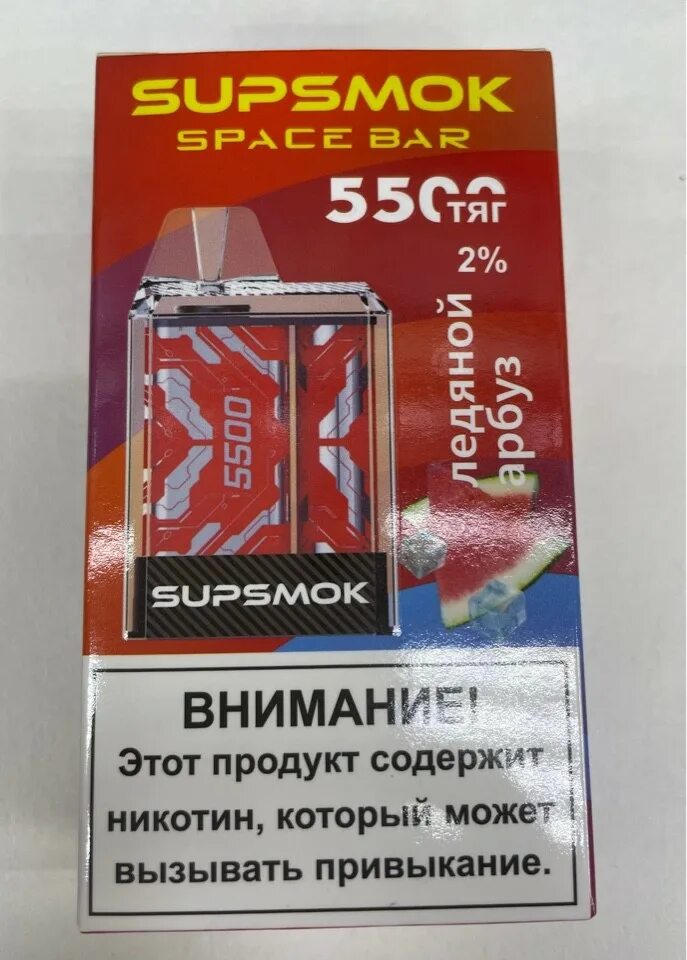 SUPSMOK
SPACE BAR
5500
тяг
2%
ледяной
арбуз
5500
SUPSMOK
ВНИМАНИЕ!
Этот продукт содержит
никотин, который может
вызывать привыкание.